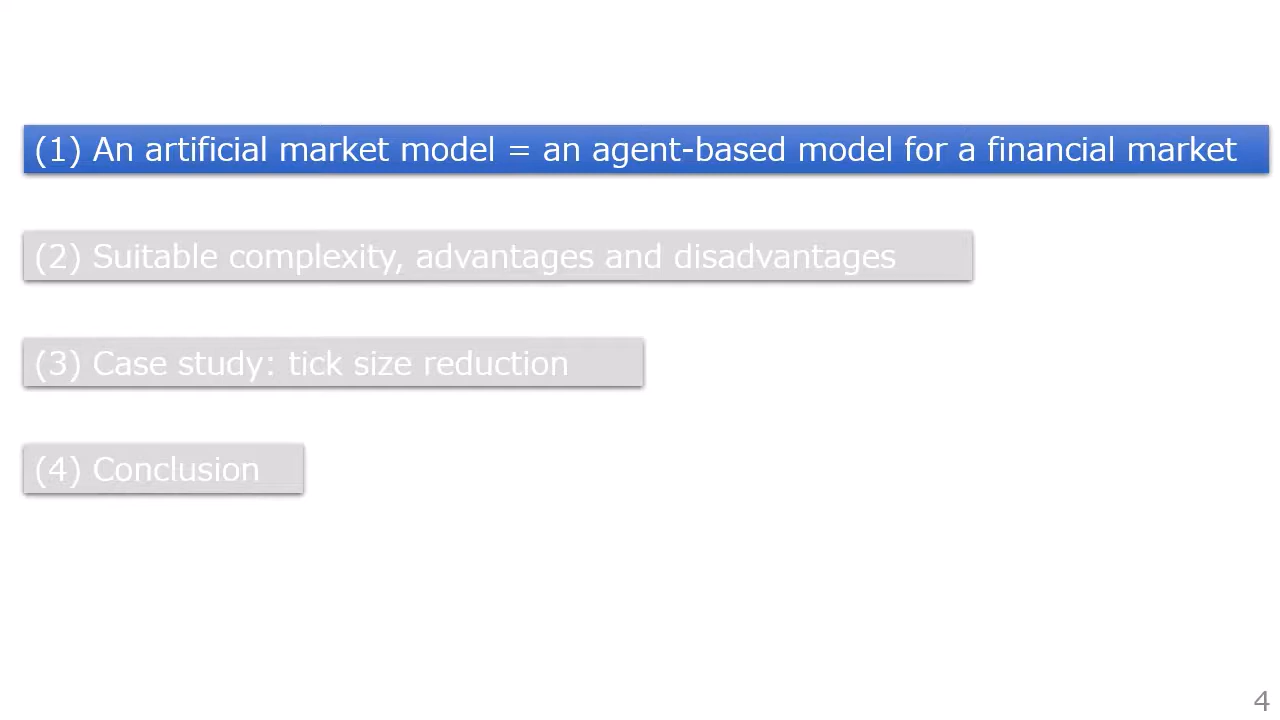 (1) An artificial market model = an agent-based model for a financial market
(2) Suitable complexity, advantages and disadvantages
(3) Case study: tick size reduction
(4) Conclusion
4